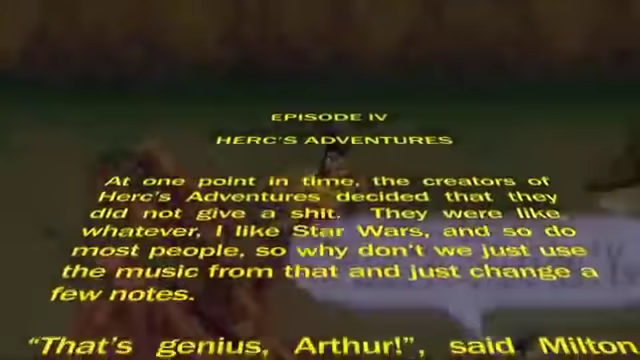 EPISODE IV
HERC'S ADVENTURES
At one point in time, the creators of
Herc's Adventures decided that they
did not give a shit. They were like
whatever, I like Star Wars, and so do
most people, so why don't we just use
the music from that and just change a
few notes.
"That's genius, Arthur!", said Milton